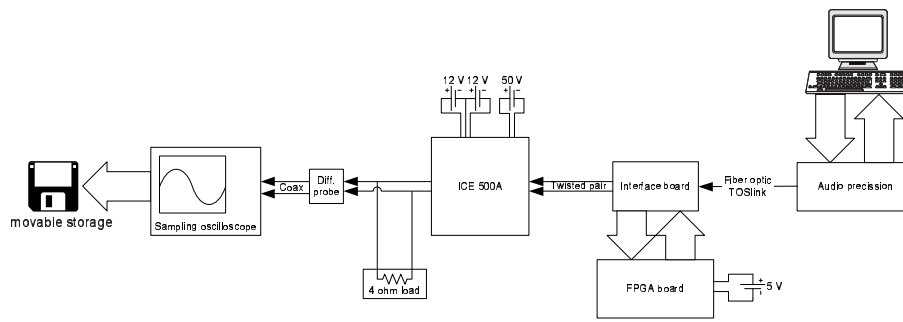 12 V 12 V 50 V
+ - + - + -
Diff.
probe
Coax
ICE 500A
Twisted pair
Interface board
Fiber optic
TOSlink
Audio precission
movable storage
Sampling oscilloscope
4 ohm load
FPGA board
+
5 V
-